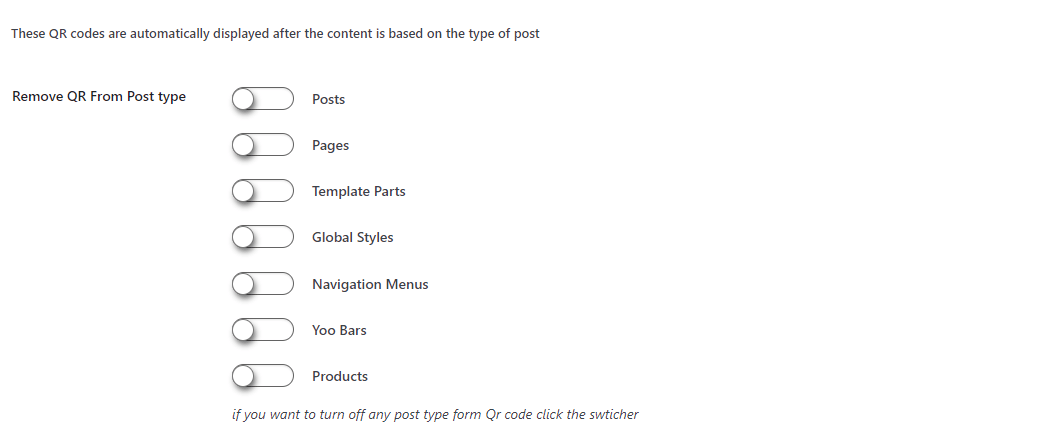 These QR codes are automatically displayed after the content is based on the type of post
Remove QR From Post type
Posts
Pages
Template Parts
Global Styles
Navigation Menus
Yoo Bars
Products
if you want to turn off any post type form Qr code click the swticher